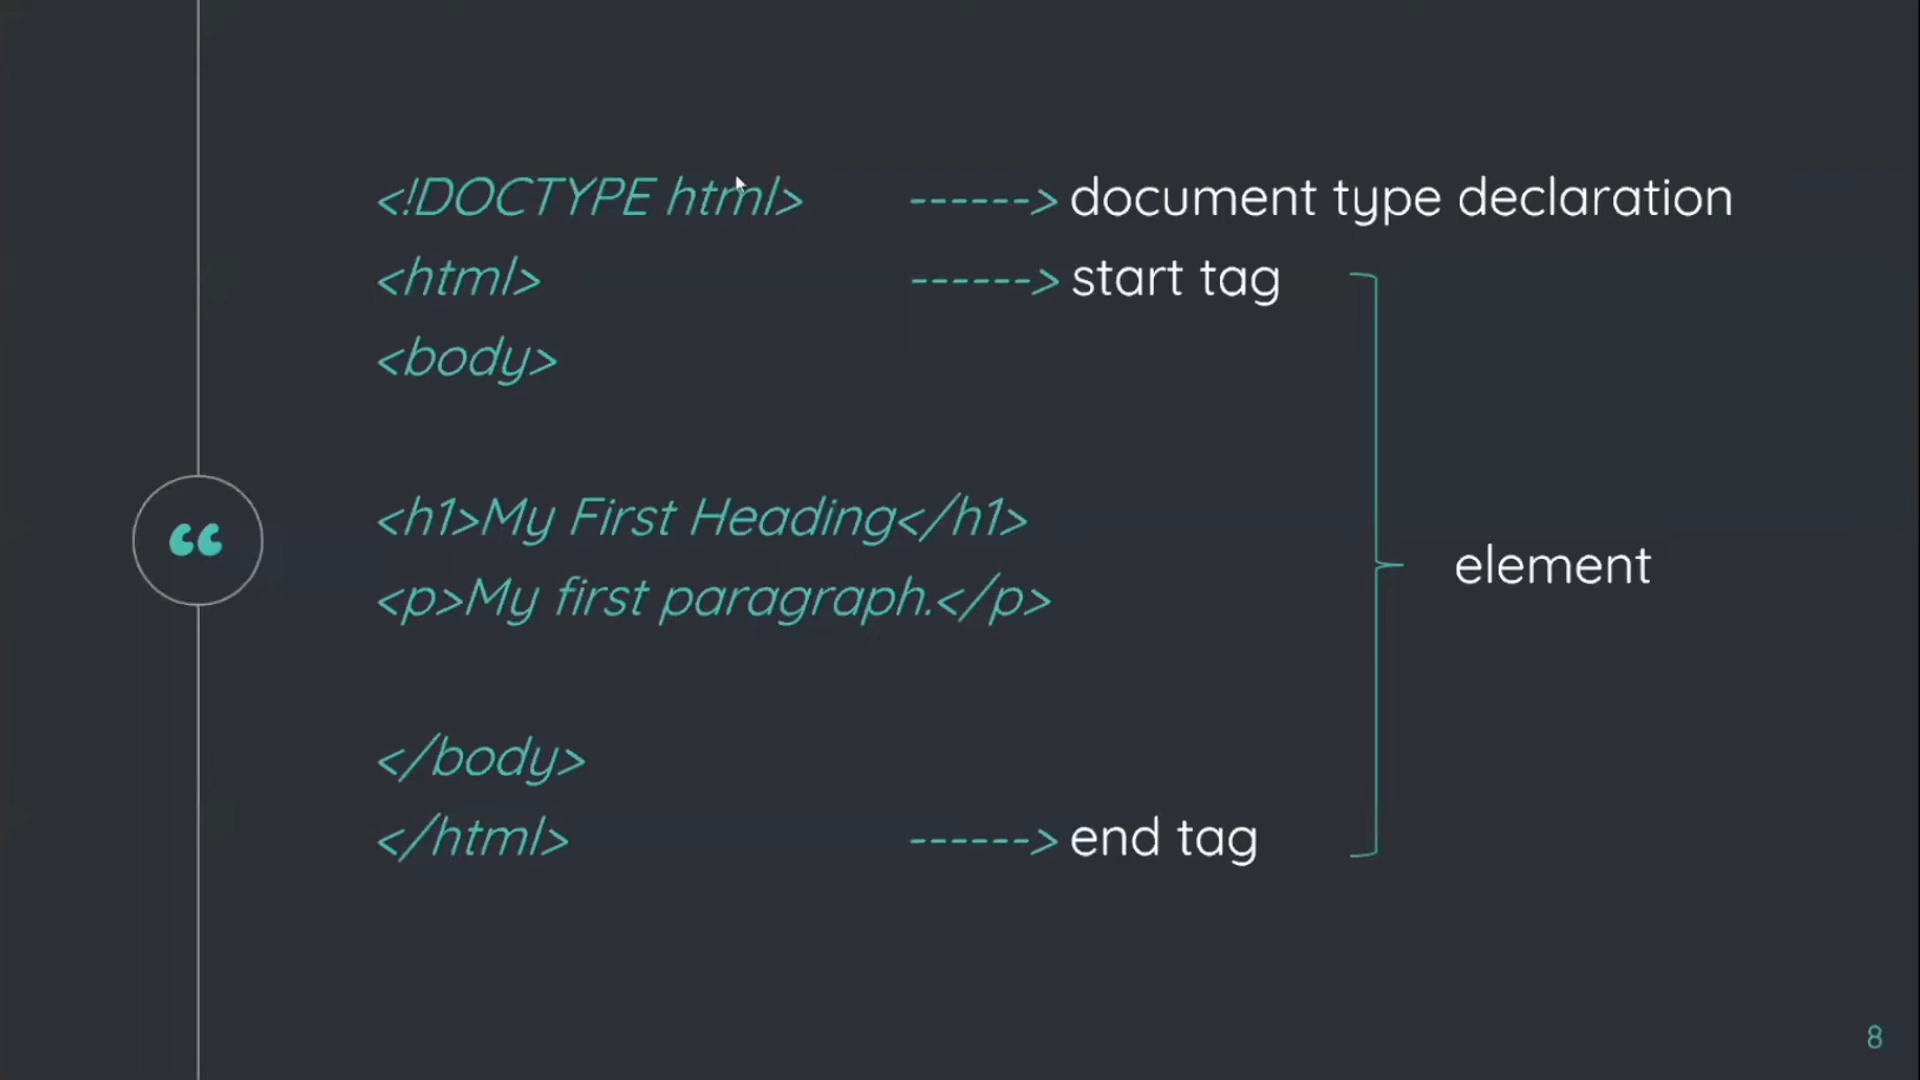 <!DOCTYPE html> ------> document type declaration
<html> ------> start tag
<body>
<h1>My First Heading</h1>
<p>My first paragraph.</p>
element
</body>
</html> ------> end tag
8